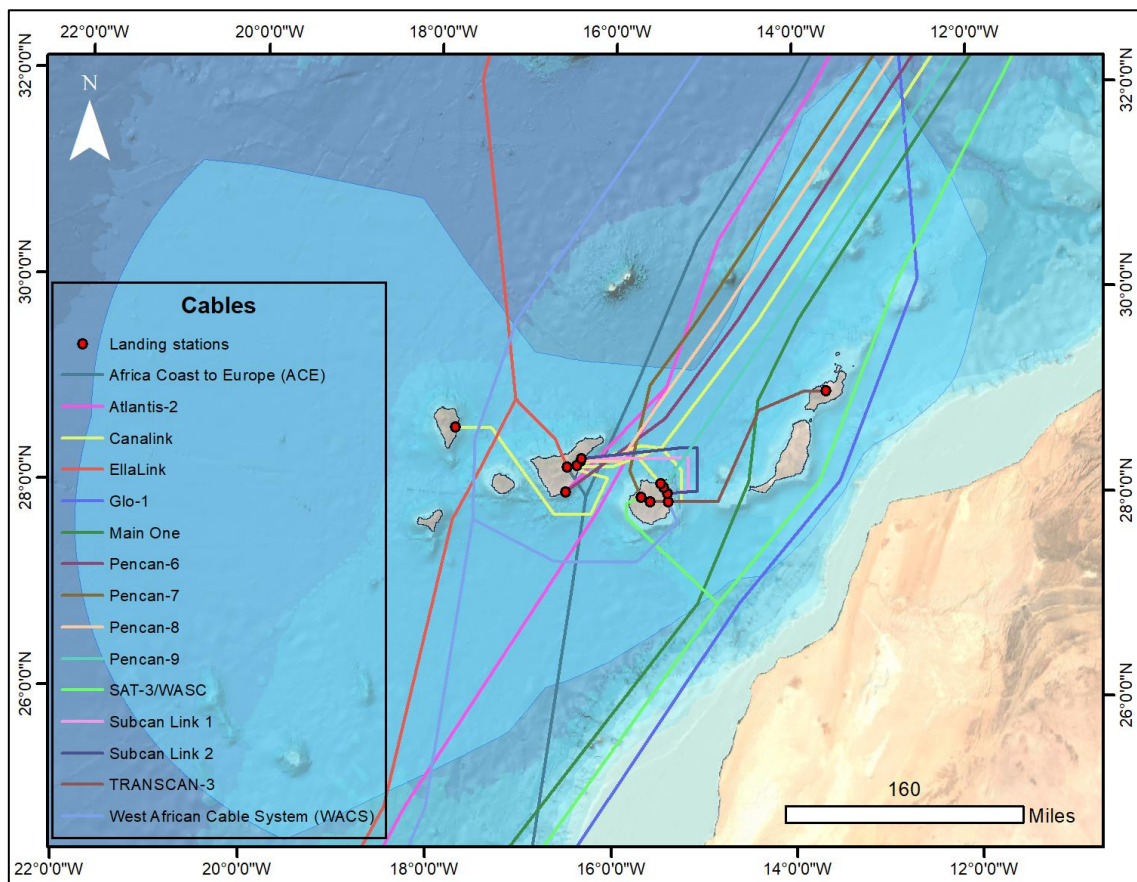 22°0'0"W 20°0'0"W 18°0'0"W 16°0'0"W 14°0'0"W 12°0'0"W
32°0'0"N 32°0'0"N
N
30°0'0"N 30°0'0"N
Cables
Landing stations
Africa Coast to Europe (ACE)
Atlantis-2
Canalink
EllaLink
Glo-1
Main One
Pencan-6
Pencan-7
Pencan-8
Pencan-9
SAT-3/WASC
Subcan Link 1
Subcan Link 2
TRANSCAN-3
West African Cable System (WACS)
28°0'0"N 28°0'0"N
26°0'0"N 26°0'0"N
160
Miles
22°0'0"W 20°0'0"W 18°0'0"W 16°0'0"W 14°0'0"W 12°0'0"W